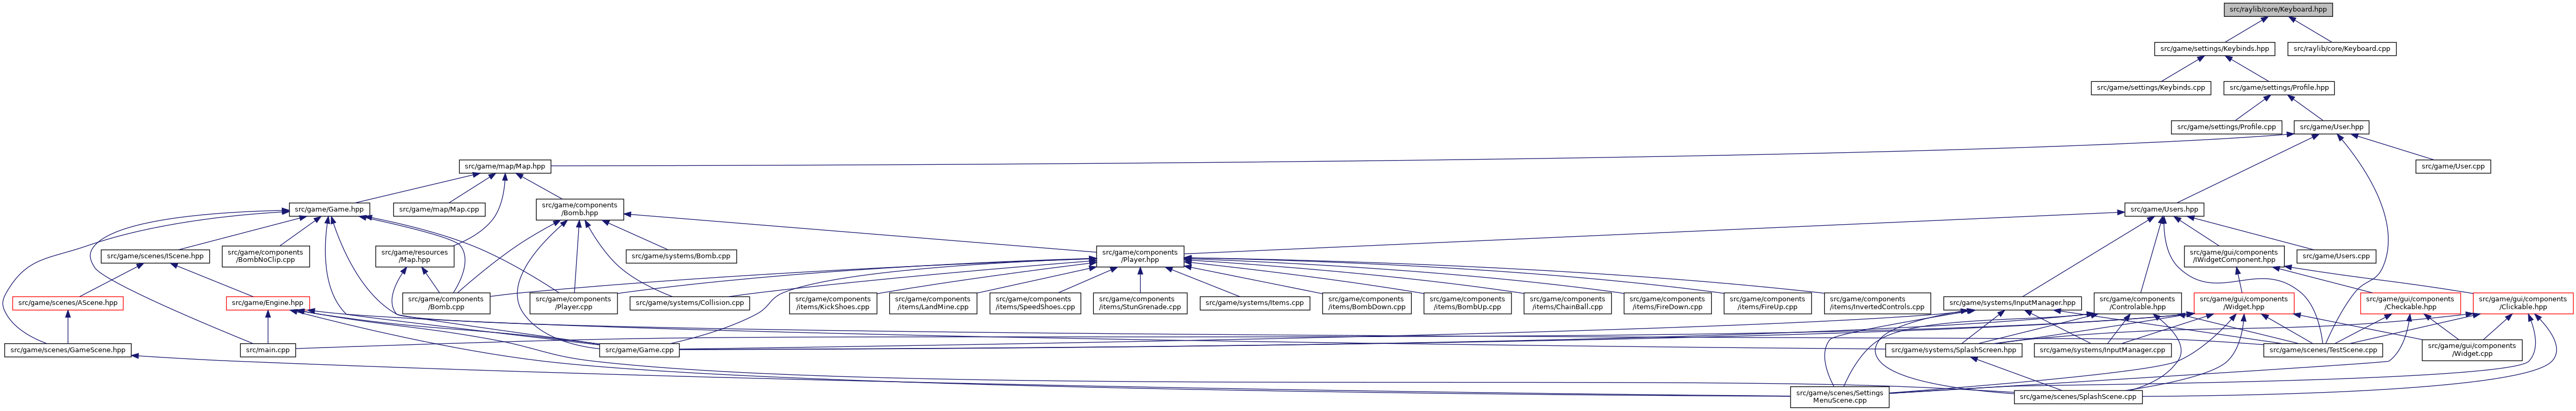 src/raylib/core/Keyboard.hpp
src/game/settings/Keybinds.hpp
src/raylib/core/Keyboard.cpp
src/game/settings/Keybinds.cpp
src/game/settings/Profile.hpp
src/game/settings/Profile.cpp
src/game/User.hpp
src/game/map/Map.hpp
src/game/User.cpp
src/game/Game.hpp
src/game/map/Map.cpp
src/game/components
/Bomb.hpp
src/game/Users.hpp
src/game/scenes/IScene.hpp
src/game/components
/BombNoClip.cpp
src/game/resources
/Map.hpp
src/game/systems/Bomb.cpp
src/game/components
/Player.hpp
src/game/gui/components
/IWidgetComponent.hpp
src/game/Users.cpp
src/game/scenes/AScene.hpp
src/game/Engine.hpp
src/game/components
/Bomb.cpp
src/game/components
/Player.cpp
src/game/systems/Collision.cpp
src/game/components
/items/KickShoes.cpp
src/game/components
/items/LandMine.cpp
src/game/components
/items/SpeedShoes.cpp
src/game/components
/items/StunGrenade.cpp
src/game/systems/Items.cpp
src/game/components
/items/BombDown.cpp
src/game/components
/items/BombUp.cpp
src/game/components
/items/ChainBall.cpp
src/game/components
/items/FireDown.cpp
src/game/components
/items/FireUp.cpp
src/game/components
/items/InvertedControls.cpp
src/game/systems/InputManager.hpp
src/game/components
/Controlable.hpp
src/game/gui/components
/Widget.hpp
src/game/gui/components
/Checkable.hpp
src/game/gui/components
/Clickable.hpp
src/game/scenes/GameScene.hpp
src/main.cpp
src/game/Game.cpp
src/game/systems/SplashScreen.hpp
src/game/systems/InputManager.cpp
src/game/scenes/TestScene.cpp
src/game/gui/components
/Widget.cpp
src/game/scenes/Settings
MenuScene.cpp
src/game/scenes/SplashScene.cpp